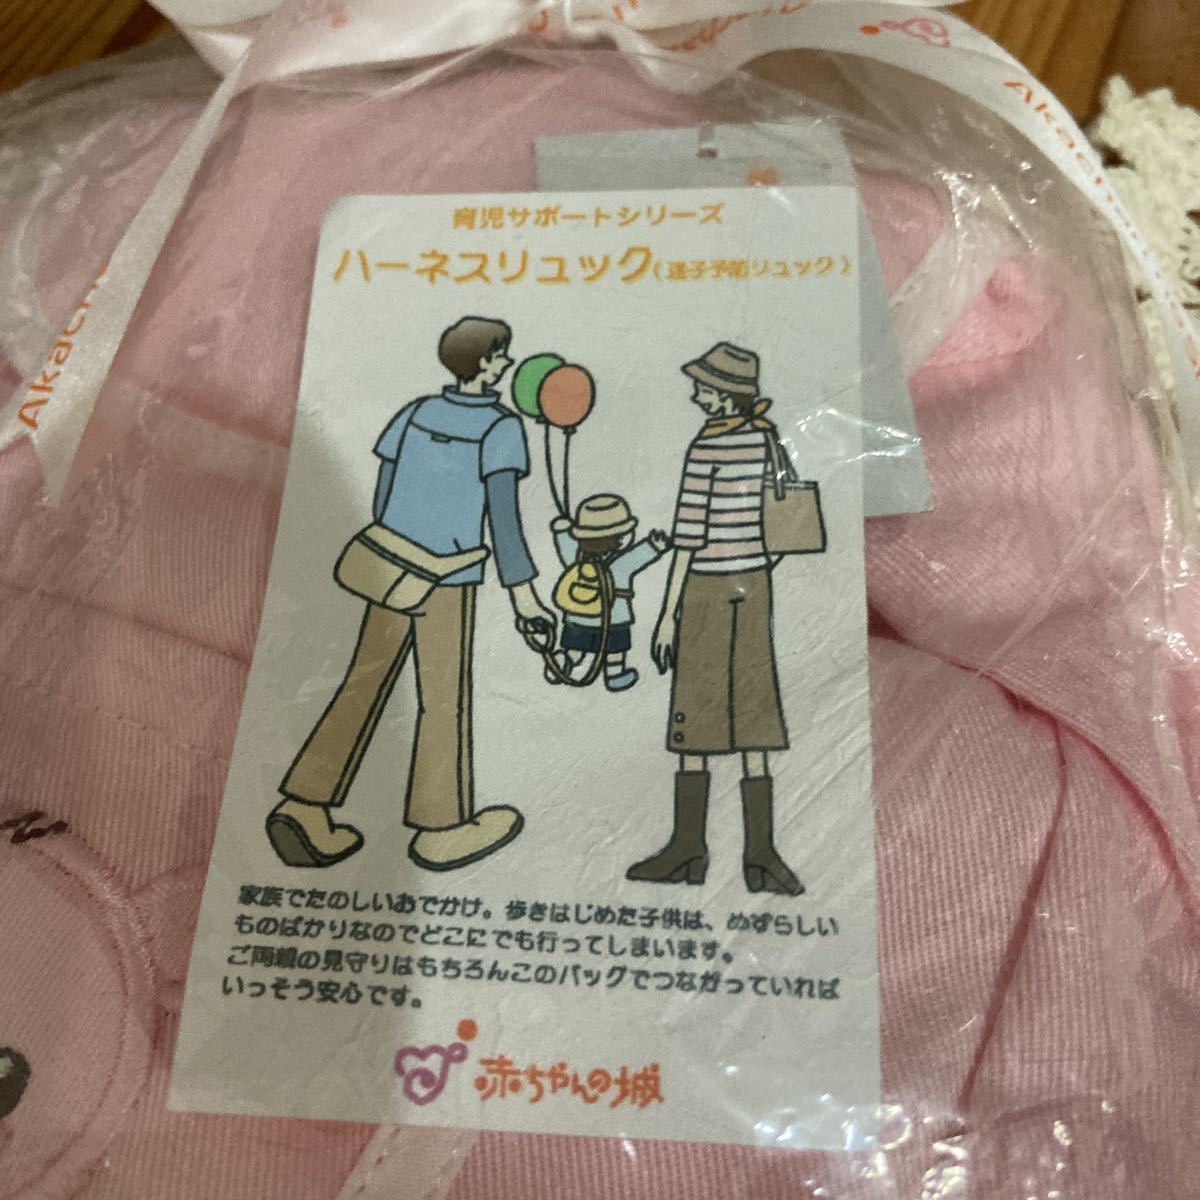 育児サポートシリーズ
ハーネスリュック(迷子予防リュック)
家族でたのしいおでかけ。歩きはじめた子供は、めずらしい
ものばかりなのでどこにでも行ってしまいます。
ご両親の見守りはもちろんこのバッグでつながっていれば
いっそう安心です。
赤ちゃんの城
Akach
Akach